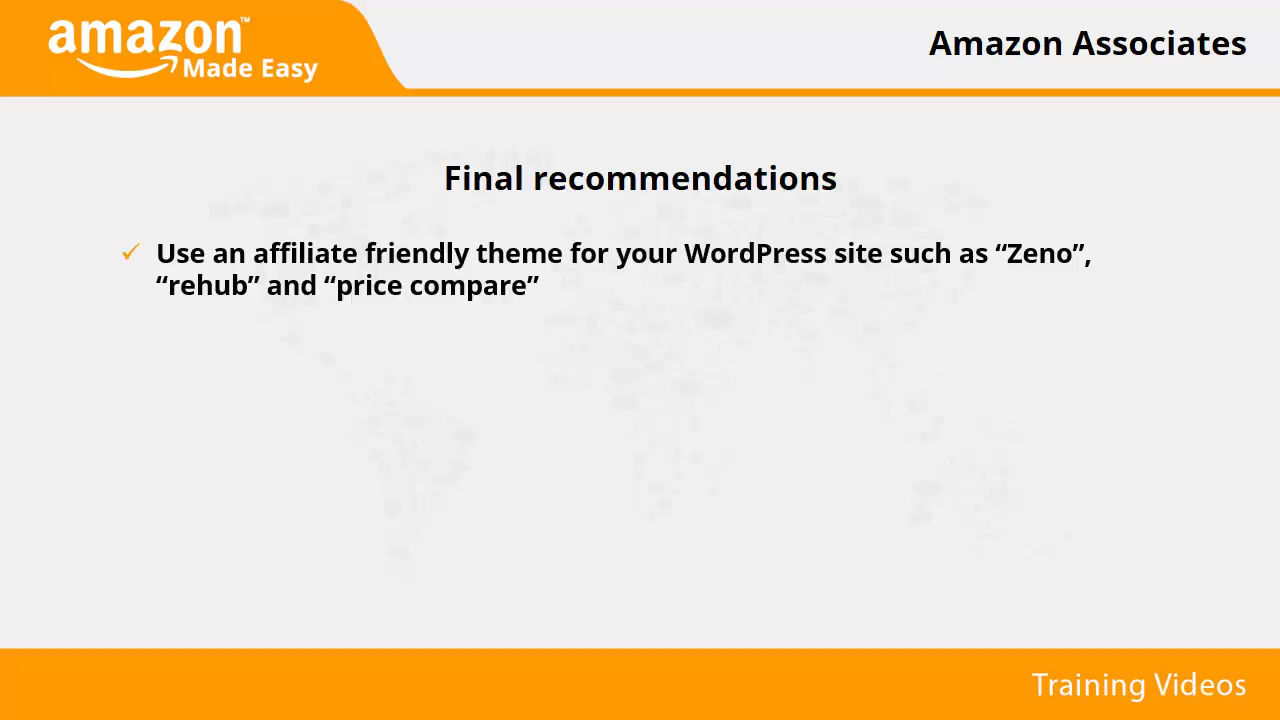 amazon™
Made Easy
Amazon Associates
Final recommendations
✓ Use an affiliate friendly theme for your WordPress site such as “Zeno”,
“rehub” and “price compare”
Training Videos